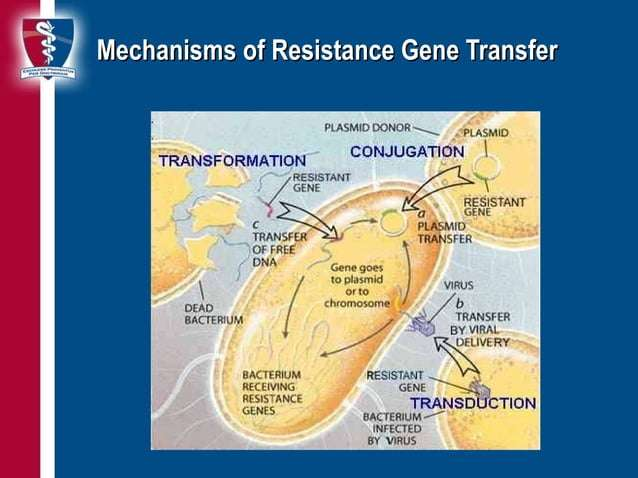 Mechanisms of Resistance Gene Transfer
PLASMID DONOR
PLASMID
TRANSFORMATION
CONJUGATION
RESISTANT
GENE
RESISTANT
GENE
c
TRANSFER
OF FREE
DNA
a
PLASMID
TRANSFER
Gene goes
to plasmid
or to
chromosome
VIRUS
b
TRANSFER
BY VIRAL
DELIVERY
DEAD
BACTERIUM
BACTERIUM
RECEIVING
RESISTANCE
GENES
RESISTANT
GENE
TRANSDUCTION
BACTERIUM
INFECTED
BY VIRUS